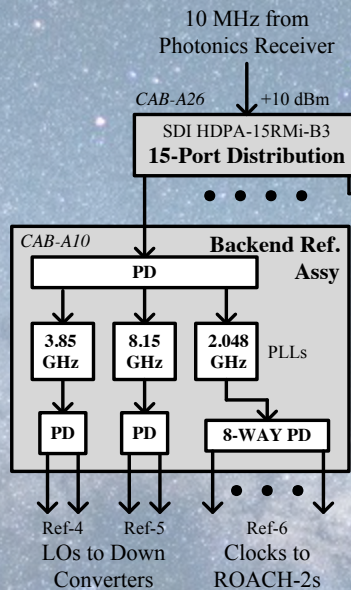 10 MHz from
Photonics Receiver
CAB-A26
+10 dBm
SDI HDPA-15RMi-B3
15-Port Distribution
CAB-A10
Backend Ref.
Assy
PD
3.85
GHz
8.15
GHz
2.048
GHz
PLLs
PD
PD
8-WAY PD
Ref-4
Ref-5
Ref-6
LOs to Down
Converters
Clocks to
ROACH-2s